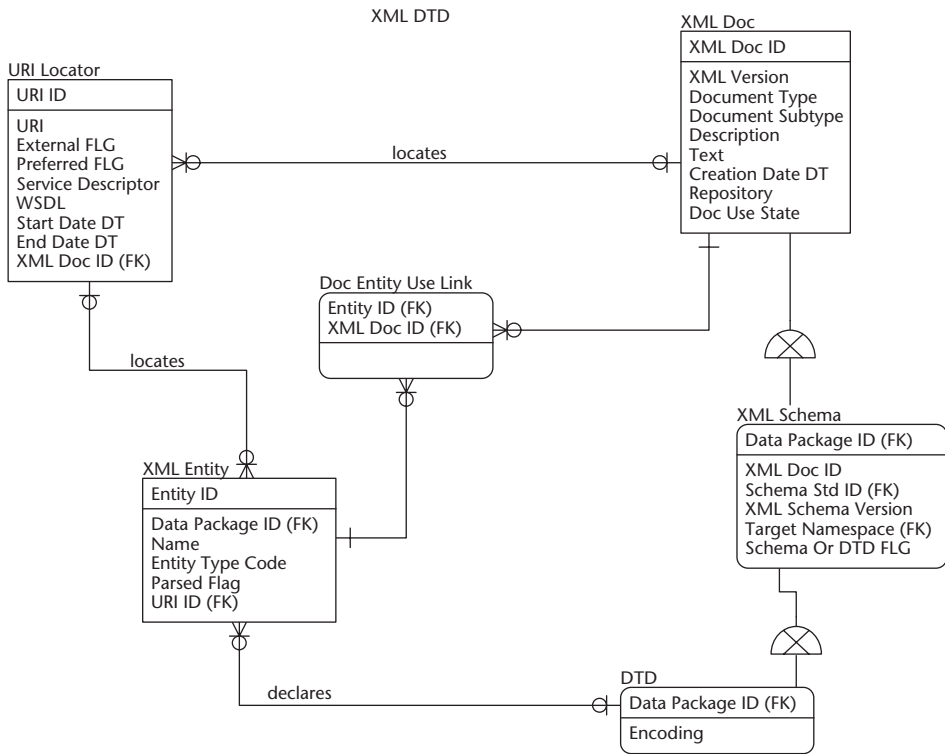 XML DTD
XML Doc
XML Doc ID
XML Version
Document Type
Document Subtype
Description
Text
Creation Date DT
Repository
Doc Use State
URI Locator
URI ID
URI
External FLG
Preferred FLG
Service Descriptor
WSDL
Start Date DT
End Date DT
XML Doc ID (FK)
locates
Doc Entity Use Link
Entity ID (FK)
XML Doc ID (FK)
locates
XML Schema
Data Package ID (FK)
XML Doc ID
Schema Std ID (FK)
XML Schema Version
Target Namespace (FK)
Schema Or DTD FLG
XML Entity
Entity ID
Data Package ID (FK)
Name
Entity Type Code
Parsed Flag
URI ID (FK)
declares
DTD
Data Package ID (FK)
Encoding